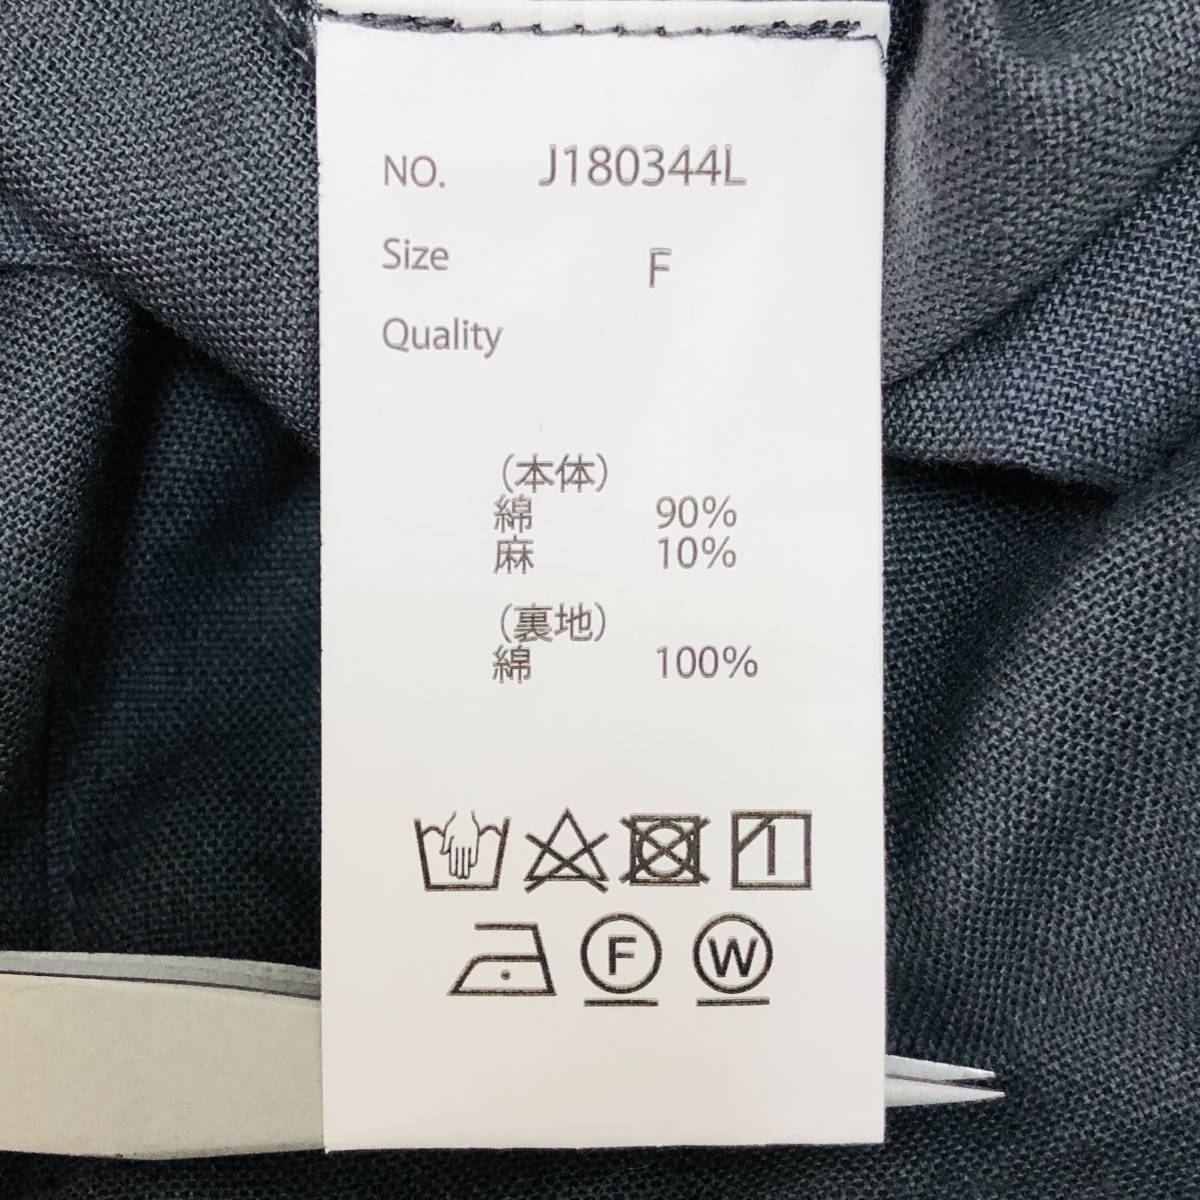 NO. J180344L
Size F
Quality
(本体)
綿 90%
麻 10%
(裏地)
綿 100%
F W